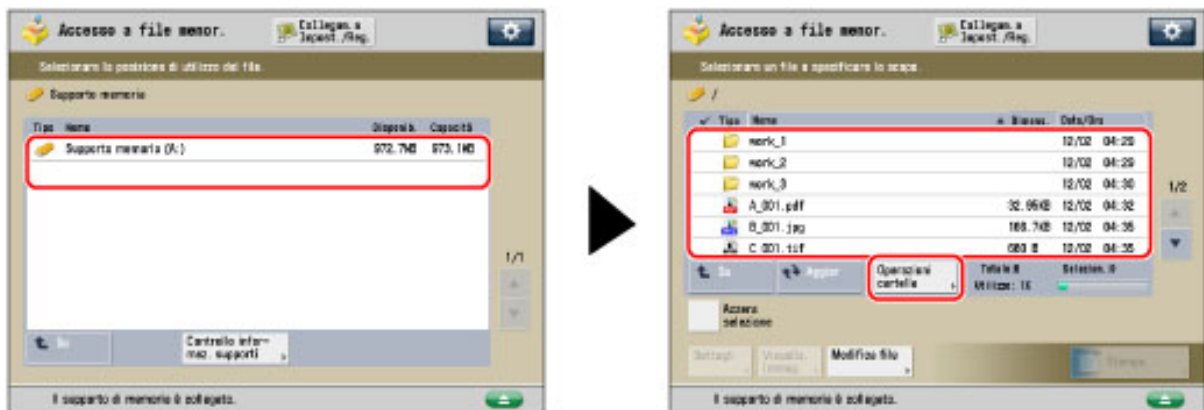 Accesso a file memor.
Collegam.a
Impost./Reg.
Selezionare la posizione di utilizzo del file.
Supporto memoria
Tipo Nome Disponib. Capacità
Supporto memoria (A:) 972.7MB 973.1MB
1/1
Su
Controllo infor-
maz. supporti
Il supporto di memoria è collegato.
Accesso a file memor.
Collegam.a
Impost./Reg.
Selezionare un file e specificare lo scopo.
/
Tipo Nome Dimens. Data/Ora
work_1 12/02 04:29
work_2 12/02 04:29
work_3 12/02 04:30
A_001.pdf 32.95KB 12/02 04:32
B_001.jpg 168.7KB 12/02 04:35
C_001.tif 680 B 12/02 04:35
1/2
Su
Aggior
Operazioni
cartella
Totale:8
Utilizzo: 1%
Selezion.:0
Azzera
selezione
Dettagli
Visualiz.
immag.
Modifica file
Stampa
Il supporto di memoria è collegato.